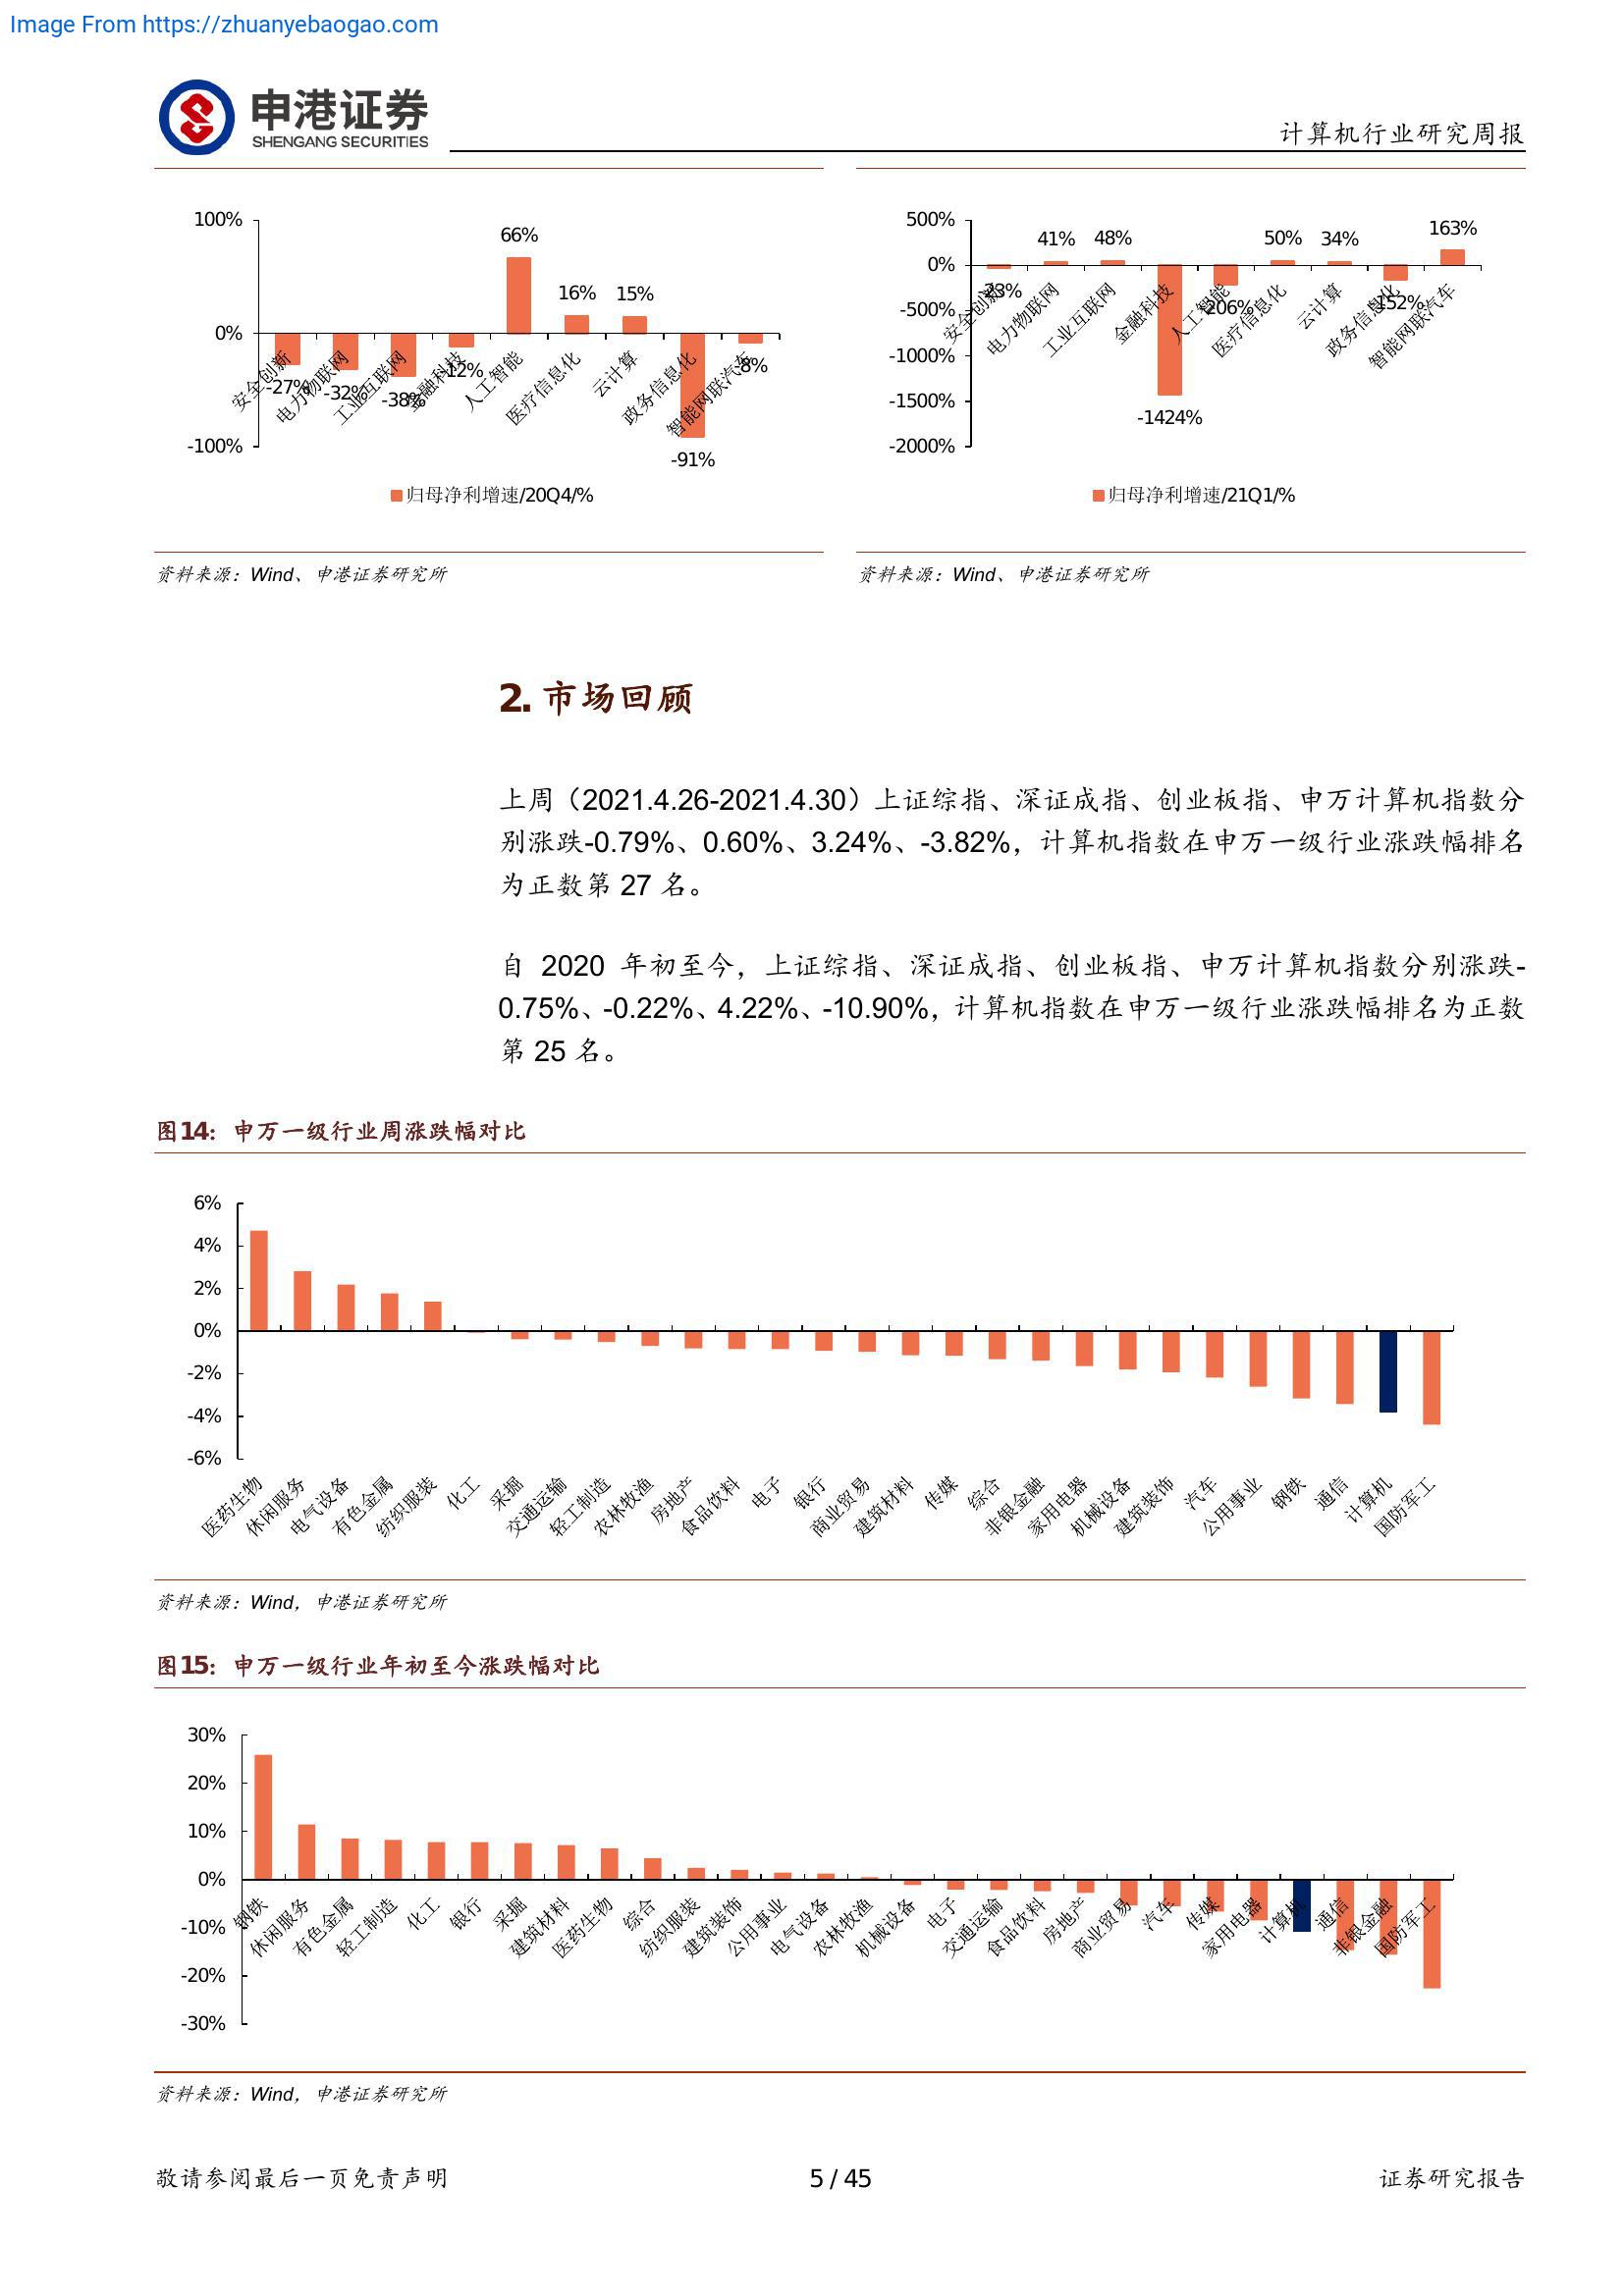 Image From https://zhuanyebaogao.com
申港证券
SHENGANG SECURITIES
计算机行业研究周报
100%
0%
-100%
-27%
-32%
-38%
-12%
66%
16%
15%
-91%
-8%
安全创新
电力物联网
工业互联网
金融科技
人工智能
医疗信息化
云计算
政务信息化
智能网联汽车
归母净利增速/20Q4/%
500%
0%
-500%
-1000%
-1500%
-2000%
-23%
41%
48%
-1424%
-206%
50%
34%
-152%
163%
安全创新
电力物联网
工业互联网
金融科技
人工智能
医疗信息化
云计算
政务信息化
智能网联汽车
归母净利增速/21Q1/%
资料来源：Wind、申港证券研究所
资料来源：Wind、申港证券研究所
2. 市场回顾
上周（2021.4.26-2021.4.30）上证综指、深证成指、创业板指、申万计算机指数分
别涨跌-0.79%、0.60%、3.24%、-3.82%，计算机指数在申万一级行业涨跌幅排名
为正数第 27 名。
自 2020 年初至今，上证综指、深证成指、创业板指、申万计算机指数分别涨跌-
0.75%、-0.22%、4.22%、-10.90%，计算机指数在申万一级行业涨跌幅排名为正数
第 25 名。
图14：申万一级行业周涨跌幅对比
6%
4%
2%
0%
-2%
-4%
-6%
医药生物
休闲服务
电气设备
有色金属
纺织服装
化工
采掘
交通运输
轻工制造
农林牧渔
房地产
食品饮料
电子
银行
商业贸易
建筑材料
传媒
综合
非银金融
家用电器
机械设备
建筑装饰
汽车
公用事业
钢铁
通信
计算机
国防军工
资料来源：Wind，申港证券研究所
图15：申万一级行业年初至今涨跌幅对比
30%
20%
10%
0%
-10%
-20%
-30%
钢铁
休闲服务
有色金属
轻工制造
化工
银行
采掘
建筑材料
医药生物
综合
纺织服装
建筑装饰
公用事业
电气设备
农林牧渔
机械设备
电子
交通运输
食品饮料
房地产
商业贸易
汽车
传媒
家用电器
计算机
通信
非银金融
国防军工
资料来源：Wind，申港证券研究所
敬请参阅最后一页免责声明
5 / 45
证券研究报告